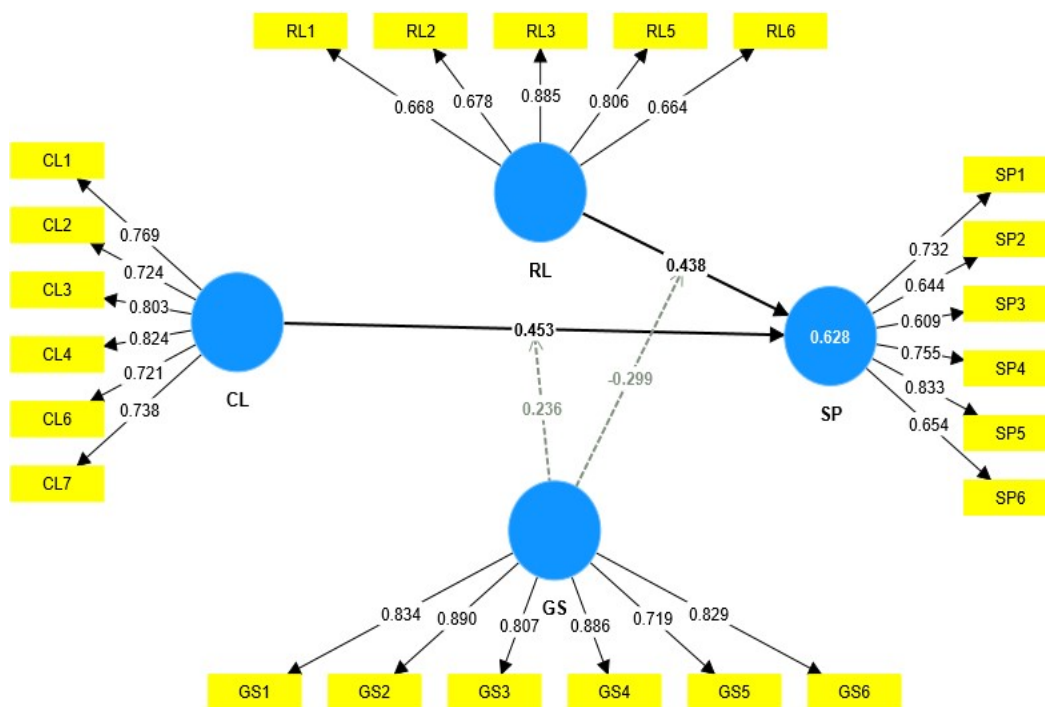 RL1 RL2 RL3 RL5 RL6
0.668 0.678 0.885 0.806 0.664
CL1
CL2
CL3
CL4
CL6
CL7
0.769
0.724
0.803
0.824
0.721
0.738
CL
RL
0.438
0.453
-0.299
0.236
SP1
SP2
SP3
SP4
SP5
SP6
0.732
0.644
0.609
0.755
0.833
0.654
0.628
SP
GS
0.834 0.890 0.807 0.886 0.719 0.829
GS1 GS2 GS3 GS4 GS5 GS6